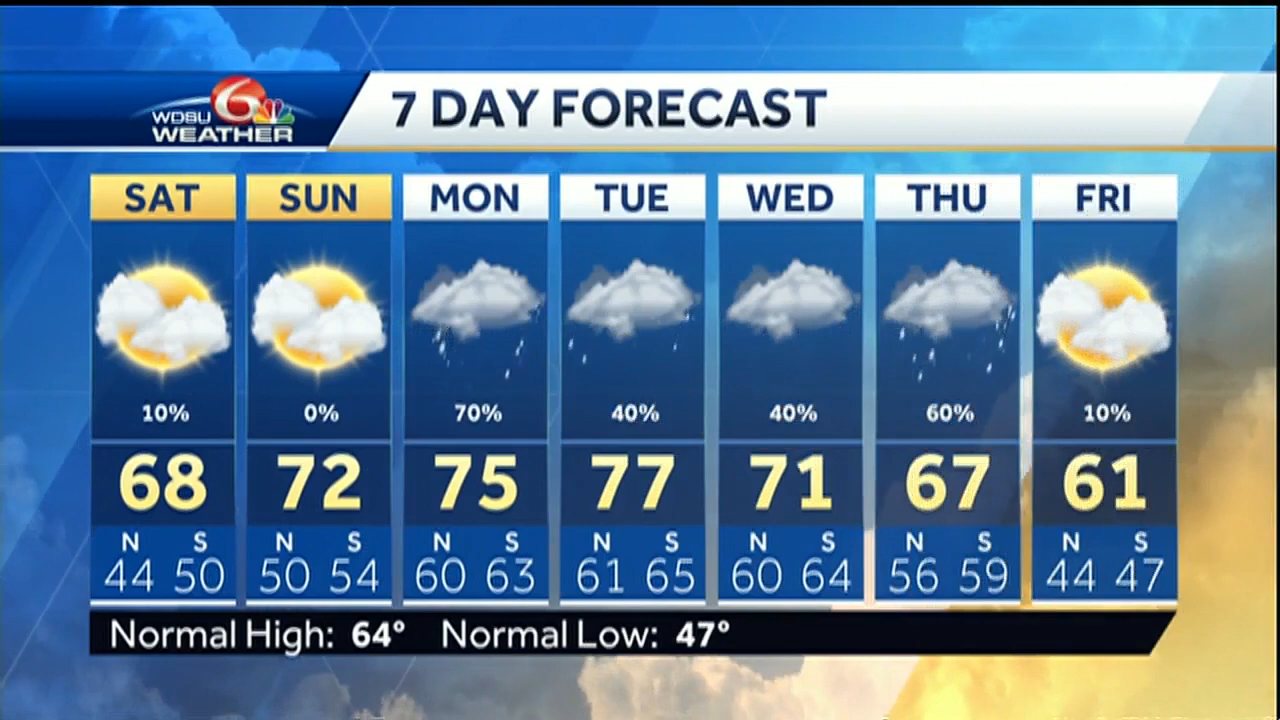 WDSU 6
WEATHER
7 DAY FORECAST
SAT SUN MON TUE WED THU FRI
10% 0% 70% 40% 40% 60% 10%
68 72 75 77 71 67 61
N S N S N S N S N S N S N S
44 50 50 54 60 63 61 65 60 64 56 59 44 47
Normal High: 64° Normal Low: 47°